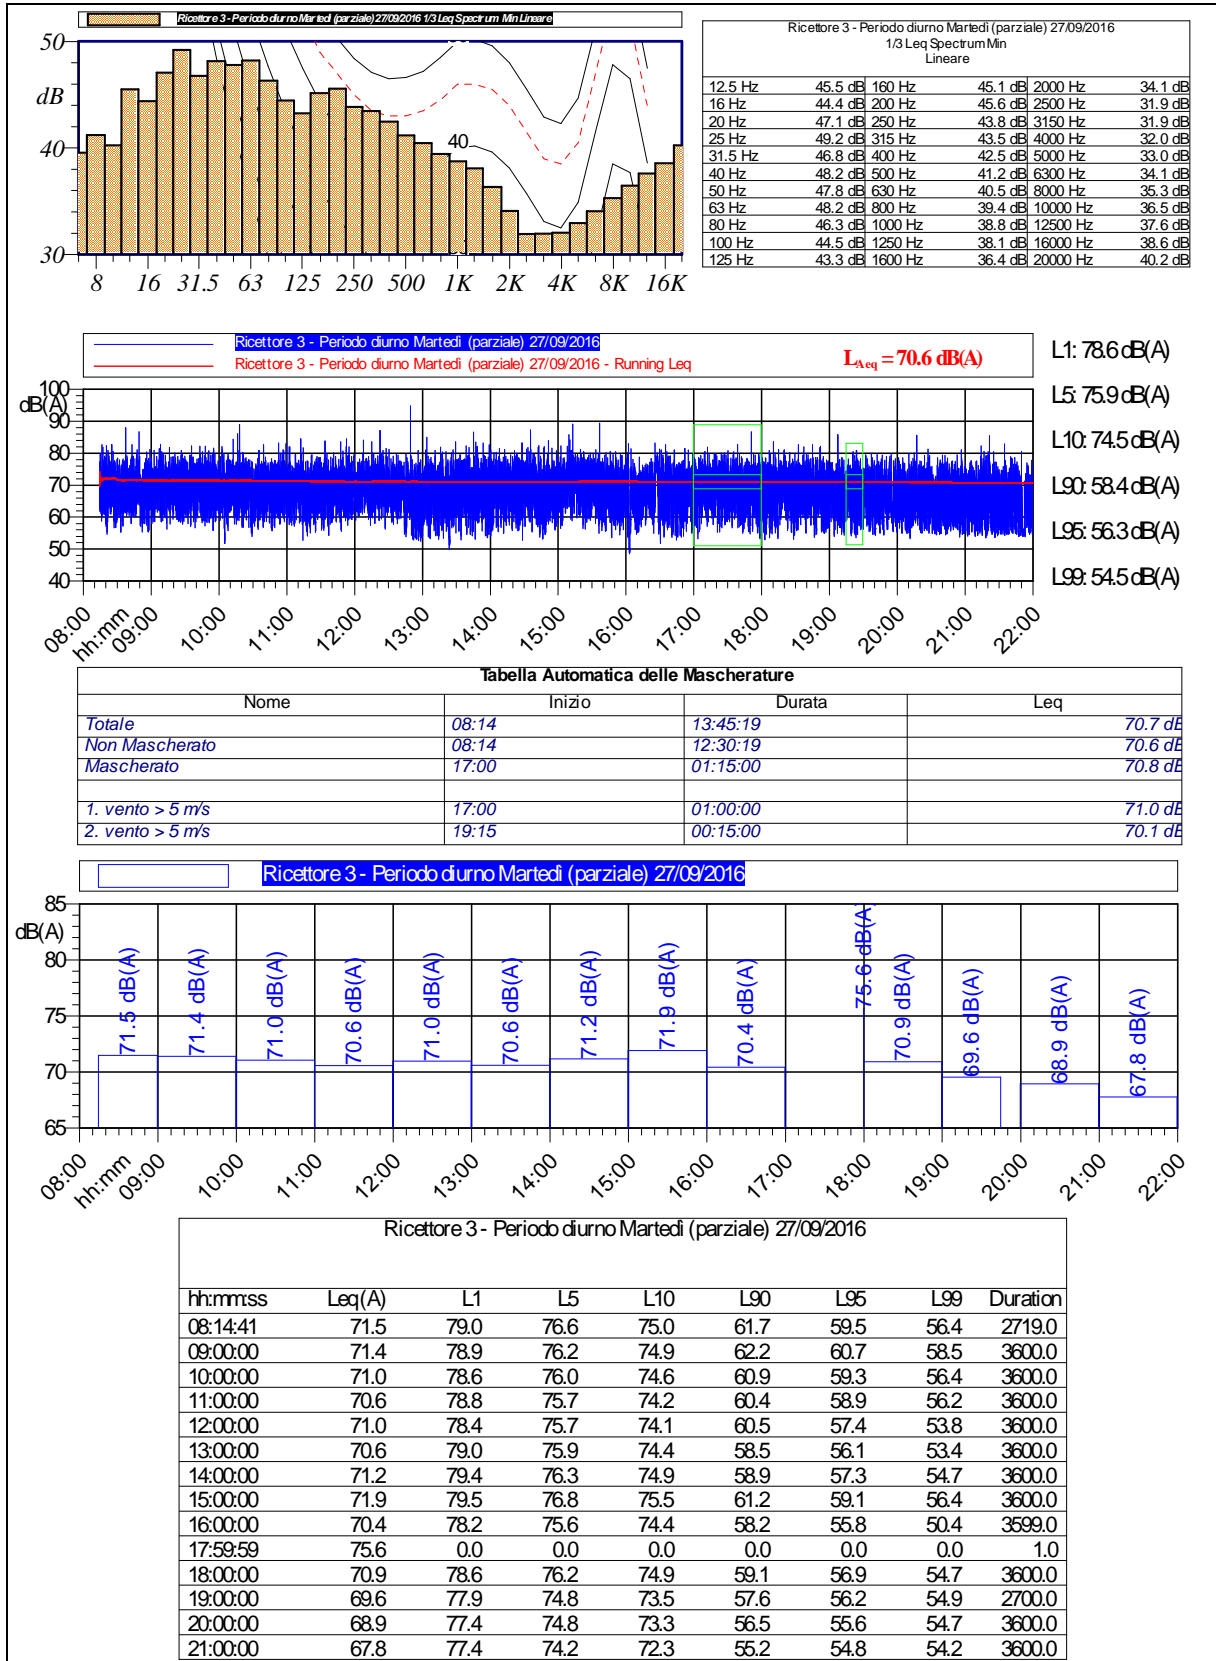 Ricettore 3 - Periodo diurno Martedì (parziale) 27/09/2016 1/3 Leq Spectrum Min Lineare
50
dB
40
30
40
8 16 31.5 63 125 250 500 1K 2K 4K 8K 16K
Ricettore 3 - Periodo diurno Martedì (parziale) 27/09/2016
1/3 Leq Spectrum Min
Lineare
12.5 Hz 45.5 dB 160 Hz 45.1 dB 2000 Hz 34.1 dB
16 Hz 44.4 dB 200 Hz 45.6 dB 2500 Hz 31.9 dB
20 Hz 47.1 dB 250 Hz 43.8 dB 3150 Hz 31.9 dB
25 Hz 49.2 dB 315 Hz 43.5 dB 4000 Hz 32.0 dB
31.5 Hz 46.8 dB 400 Hz 42.5 dB 5000 Hz 33.0 dB
40 Hz 48.2 dB 500 Hz 41.2 dB 6300 Hz 34.1 dB
50 Hz 47.8 dB 630 Hz 40.5 dB 8000 Hz 35.3 dB
63 Hz 48.2 dB 800 Hz 39.4 dB 10000 Hz 36.5 dB
80 Hz 46.3 dB 1000 Hz 38.8 dB 12500 Hz 37.6 dB
100 Hz 44.5 dB 1250 Hz 38.1 dB 16000 Hz 38.6 dB
125 Hz 43.3 dB 1600 Hz 36.4 dB 20000 Hz 40.2 dB
Ricettore 3 - Periodo diurno Martedì (parziale) 27/09/2016
Ricettore 3 - Periodo diurno Martedì (parziale) 27/09/2016 - Running Leq
LAeq = 70.6 dB(A)
100
dB(A)
90
80
70
60
50
40
08:00 hh:mm 09:00 10:00 11:00 12:00 13:00 14:00 15:00 16:00 17:00 18:00 19:00 20:00 21:00 22:00
L1: 78.6 dB(A)
L5: 75.9 dB(A)
L10: 74.5 dB(A)
L90: 58.4 dB(A)
L95: 56.3 dB(A)
L99: 54.5 dB(A)
Tabella Automatica delle Mascherature
Nome Inizio Durata Leq
Totale 08:14 13:45:19 70.7 dB
Non Mascherato 08:14 12:30:19 70.6 dB
Mascherato 17:00 01:15:00 70.8 dB
1. vento > 5 m/s 17:00 01:00:00 71.0 dB
2. vento > 5 m/s 19:15 00:15:00 70.1 dB
Ricettore 3 - Periodo diurno Martedì (parziale) 27/09/2016
85
dB(A)
80
75
70
65
71.5 dB(A)
71.4 dB(A)
71.0 dB(A)
70.6 dB(A)
71.0 dB(A)
70.6 dB(A)
71.2 dB(A)
71.9 dB(A)
70.4 dB(A)
75.6 dB(A)
70.9 dB(A)
69.6 dB(A)
68.9 dB(A)
67.8 dB(A)
08:00 hh:mm 09:00 10:00 11:00 12:00 13:00 14:00 15:00 16:00 17:00 18:00 19:00 20:00 21:00 22:00
Ricettore 3 - Periodo diurno Martedì (parziale) 27/09/2016
hh:mm:ss Leq(A) L1 L5 L10 L90 L95 L99 Duration
08:14:41 71.5 79.0 76.6 75.0 61.7 59.5 56.4 2719.0
09:00:00 71.4 78.9 76.2 74.9 62.2 60.7 58.5 3600.0
10:00:00 71.0 78.6 76.0 74.6 60.9 59.3 56.4 3600.0
11:00:00 70.6 78.8 75.7 74.2 60.4 58.9 56.2 3600.0
12:00:00 71.0 78.4 75.7 74.1 60.5 57.4 53.8 3600.0
13:00:00 70.6 79.0 75.9 74.4 58.5 56.1 53.4 3600.0
14:00:00 71.2 79.4 76.3 74.9 58.9 57.3 54.7 3600.0
15:00:00 71.9 79.5 76.8 75.5 61.2 59.1 56.4 3600.0
16:00:00 70.4 78.2 75.6 74.4 58.2 55.8 50.4 3599.0
17:59:59 75.6 0.0 0.0 0.0 0.0 0.0 0.0 1.0
18:00:00 70.9 78.6 76.2 74.9 59.1 56.9 54.7 3600.0
19:00:00 69.6 77.9 74.8 73.5 57.6 56.2 54.9 2700.0
20:00:00 68.9 77.4 74.8 73.3 56.5 55.6 54.7 3600.0
21:00:00 67.8 77.4 74.2 72.3 55.2 54.8 54.2 3600.0